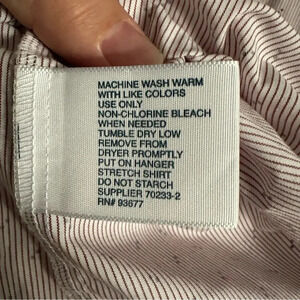 MACHINE WASH WARM
WITH LIKE COLORS
USE ONLY
NON-CHLORINE BLEACH
WHEN NEEDED
TUMBLE DRY LOW
REMOVE FROM
DRYER PROMPTLY
PUT ON HANGER
STRETCH SHIRT
DO NOT STARCH
SUPPLIER 70233-2
RN# 93677